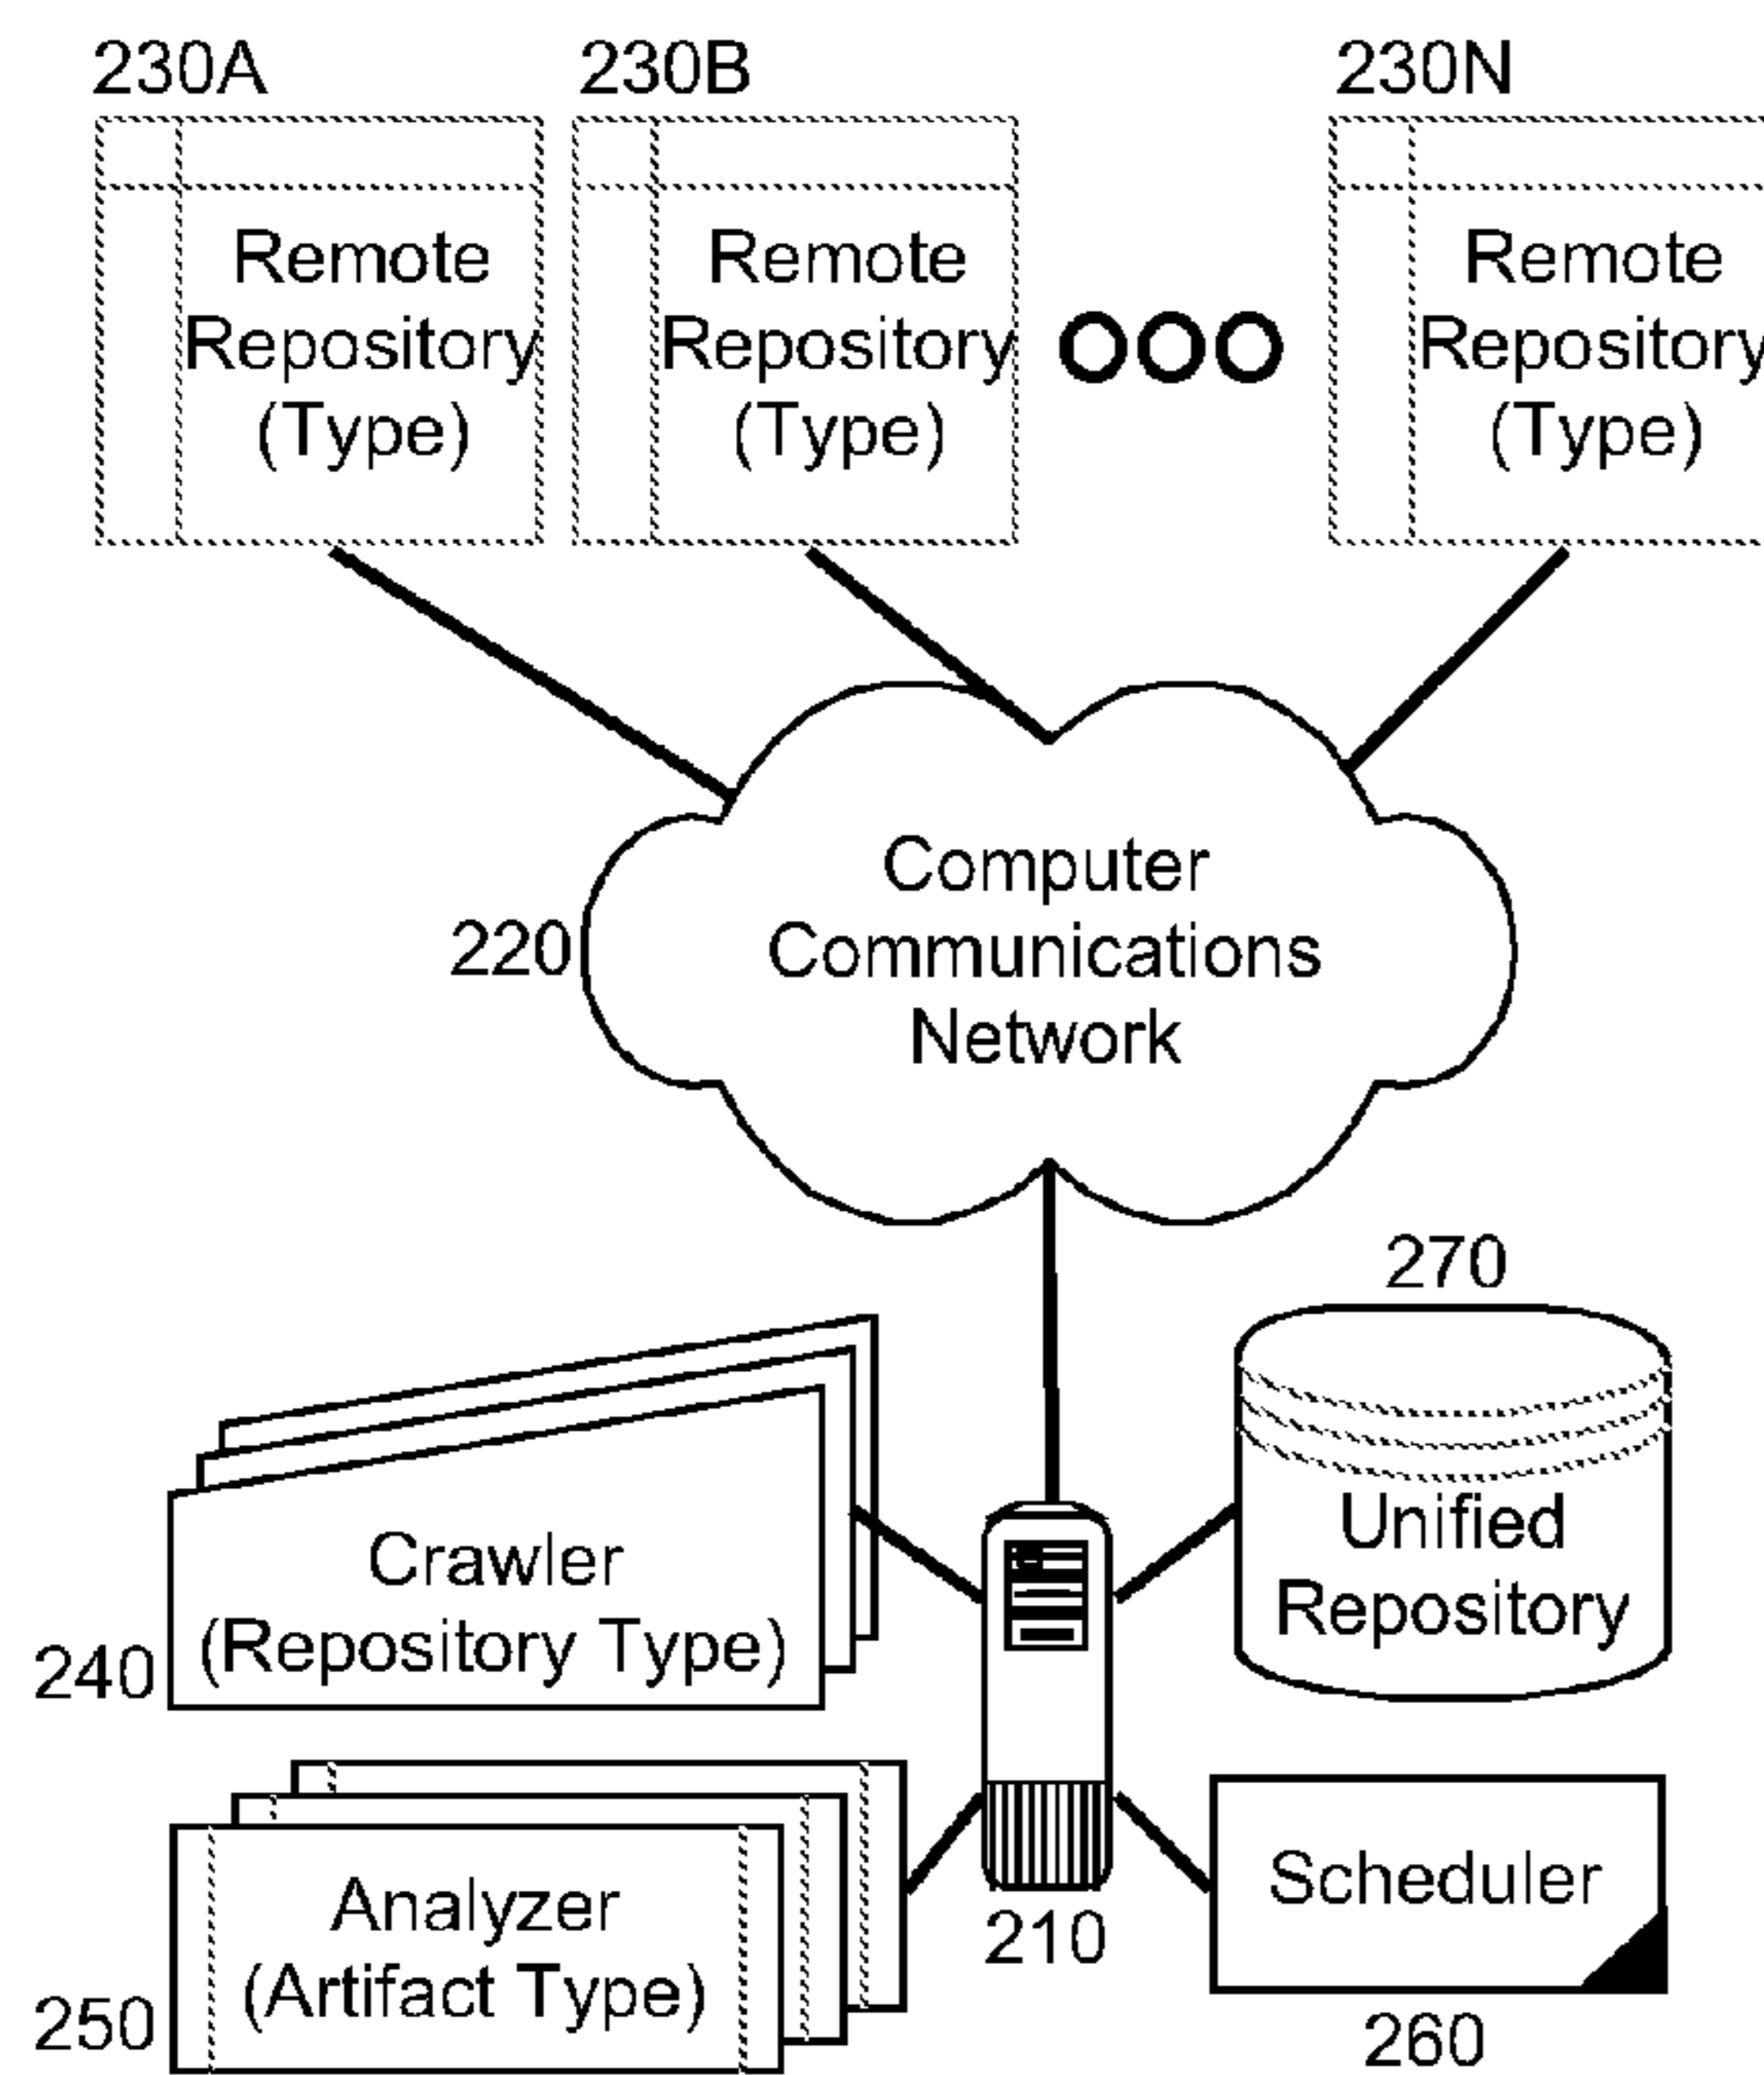 230A 230B 230N
Remote Remote Remote
Repository Repository Repository
(Type) (Type) (Type)
Computer
220 Communications
Network
270
Unified
Repository
Crawler
240 (Repository Type)
Analyzer
250 (Artifact Type)
210
Scheduler
260